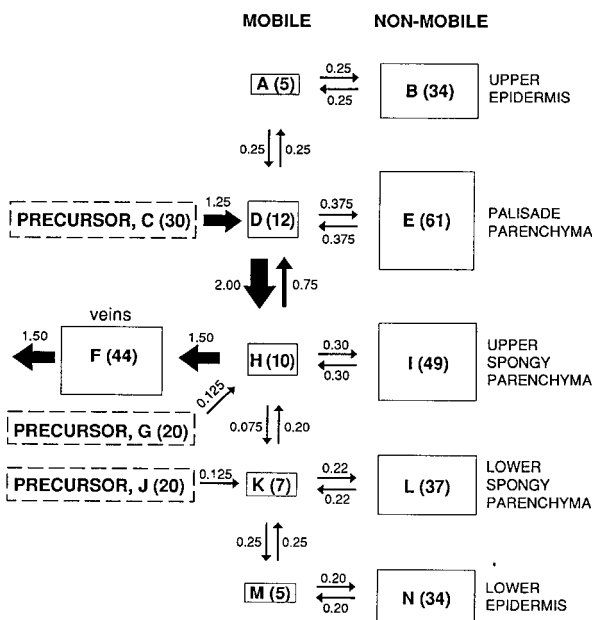 MOBILE NON-MOBILE
0.25
A (5) B (34) UPPER
EPIDERMIS
0.25
0.25 0.25
1.25
PRECURSOR, C (30) D (12) 0.375 E (61) PALISADE
PARENCHYMA
0.375
2.00 0.75
veins
1.50 F (44) 1.50 H (10) 0.30 I (49) UPPER
SPONGY
PARENCHYMA
0.30
0.125
PRECURSOR, G (20) 0.075 0.20
PRECURSOR, J (20) 0.125 K (7) 0.22 L (37) LOWER
SPONGY
PARENCHYMA
0.22
0.25 0.25
M (5) 0.20 N (34) LOWER
EPIDERMIS
0.20